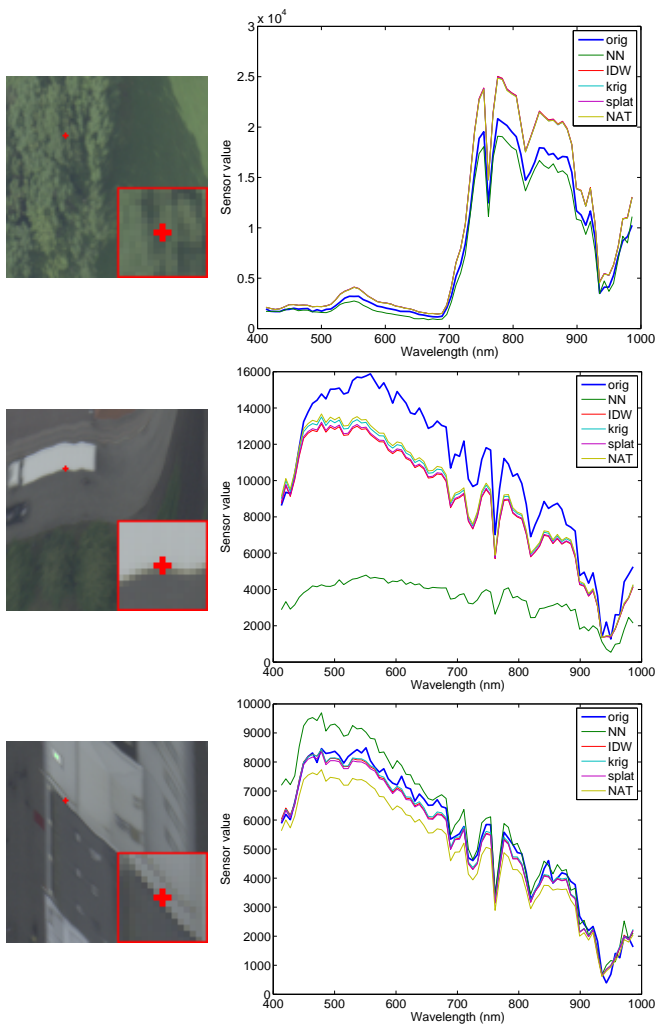 x 10^4
3
2.5
2
1.5
1
0.5
0
Sensor value
400 500 600 700 800 900 1000
Wavelength (nm)
orig
NN
IDW
krig
splat
NAT
16000
14000
12000
10000
8000
6000
4000
2000
0
Sensor value
400 500 600 700 800 900 1000
Wavelength (nm)
orig
NN
IDW
krig
splat
NAT
10000
9000
8000
7000
6000
5000
4000
3000
2000
1000
0
Sensor value
400 500 600 700 800 900 1000
Wavelength (nm)
orig
NN
IDW
krig
splat
NAT